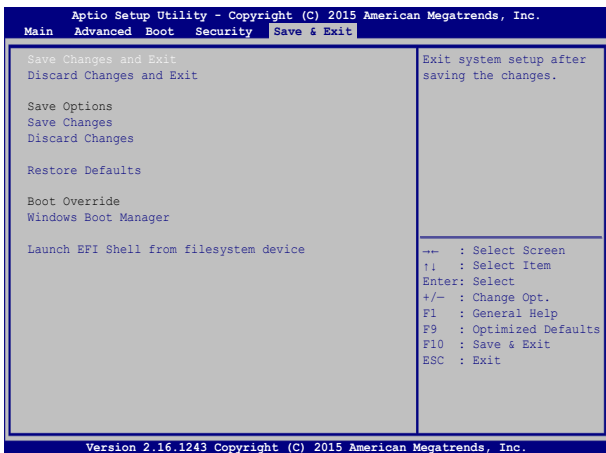 Aptio Setup Utility - Copyright (C) 2015 American Megatrends, Inc.
Main Advanced Boot Security Save & Exit
Save Changes and Exit
Discard Changes and Exit
Save Options
Save Changes
Discard Changes
Restore Defaults
Boot Override
Windows Boot Manager
Launch EFI Shell from filesystem device
Exit system setup after
saving the changes.
→← : Select Screen
↑↓ : Select Item
Enter: Select
+/— : Change Opt.
F1 : General Help
F9 : Optimized Defaults
F10 : Save & Exit
ESC : Exit
Version 2.16.1243 Copyright (C) 2015 American Megatrends, Inc.